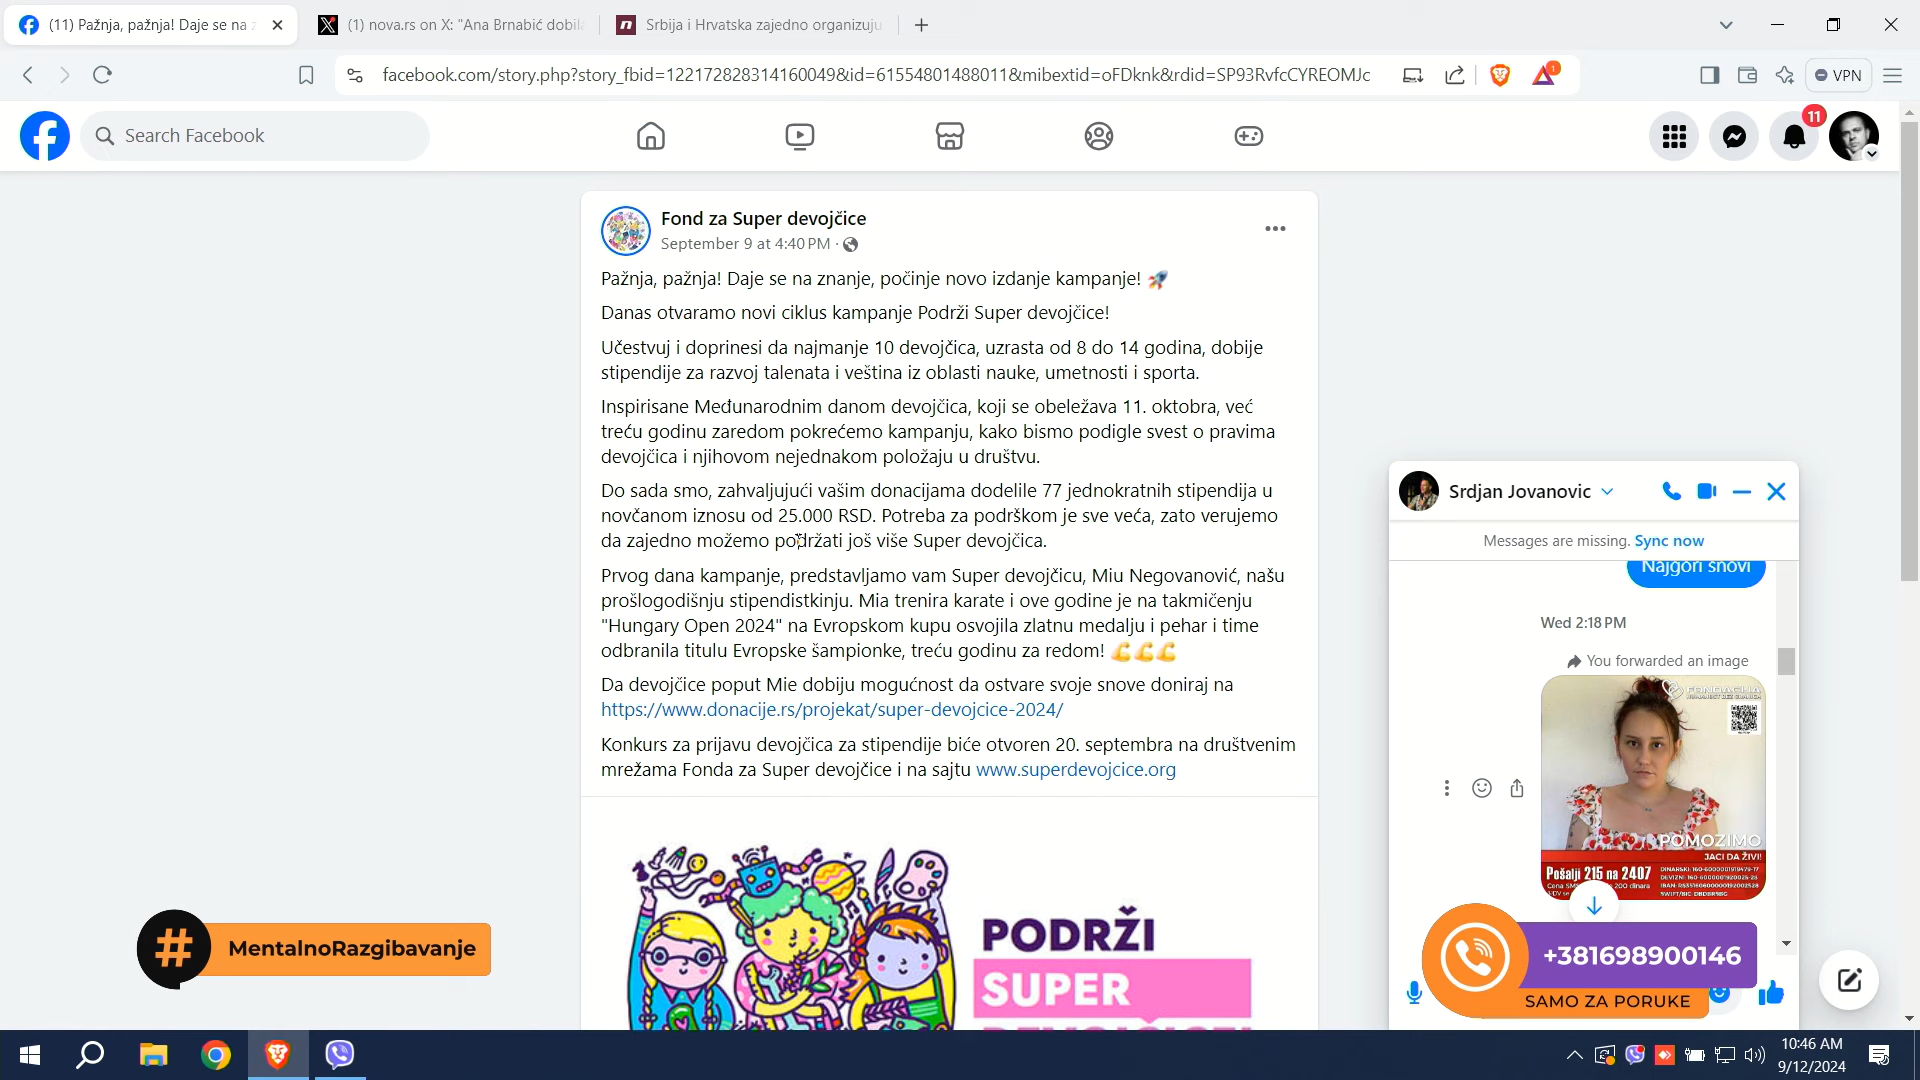 (11) Pažnja, pažnja! Daje se na z
(1) nova.rs on X: "Ana Brnabić dobila
Srbija i Hrvatska zajedno organizuju
facebook.com/story.php?story_fbid=122172828314160049&id=61554801488011&mibextid=oFDknk&rdid=SP93RvfcCYREOMJc
1
VPN
Search Facebook
11
Fond za Super devojčice
September 9 at 4:40 PM ·
Pažnja, pažnja! Daje se na znanje, počinje novo izdanje kampanje! 🚀
Danas otvaramo novi ciklus kampanje Podrži Super devojčice!
Učestvuj i doprinesi da najmanje 10 devojčica, uzrasta od 8 do 14 godina, dobije
stipendije za razvoj talenata i veština iz oblasti nauke, umetnosti i sporta.
Inspirisane Međunarodnim danom devojčica, koji se obeležava 11. oktobra, već
treću godinu zaredom pokrećemo kampanju, kako bismo podigle svest o pravima
devojčica i njihovom nejednakom položaju u društvu.
Do sada smo, zahvaljujući vašim donacijama dodelile 77 jednokratnih stipendija u
novčanom iznosu od 25.000 RSD. Potreba za podrškom je sve veća, zato verujemo
da zajedno možemo podržati još više Super devojčica.
Prvog dana kampanje, predstavljamo vam Super devojčicu, Miu Negovanović, našu
prošlogodišnju stipendistkinju. Mia trenira karate i ove godine je na takmičenju
"Hungary Open 2024" na Evropskom kupu osvojila zlatnu medalju i pehar i time
odbranila titulu Evropske šampionke, treću godinu za redom! 💪💪💪
Da devojčice poput Mie dobiju mogućnost da ostvare svoje snove doniraj na
https://www.donacije.rs/projekat/super-devojcice-2024/
Konkurs za prijavu devojčica za stipendije biće otvoren 20. septembra na društvenim
mrežama Fonda za Super devojčice i na sajtu www.superdevojcice.org
PODRŽI
SUPER
DEVOJČICE!
Srdjan Jovanovic
Messages are missing. Sync now
Najgori snovi
Wed 2:18 PM
You forwarded an image
POMOZIMO
JACI DA ŽIVI!
Pošalji 215 na 2407
+381698900146
SAMO ZA PORUKE
# MentalnoRazgibavanje
10:46 AM
9/12/2024